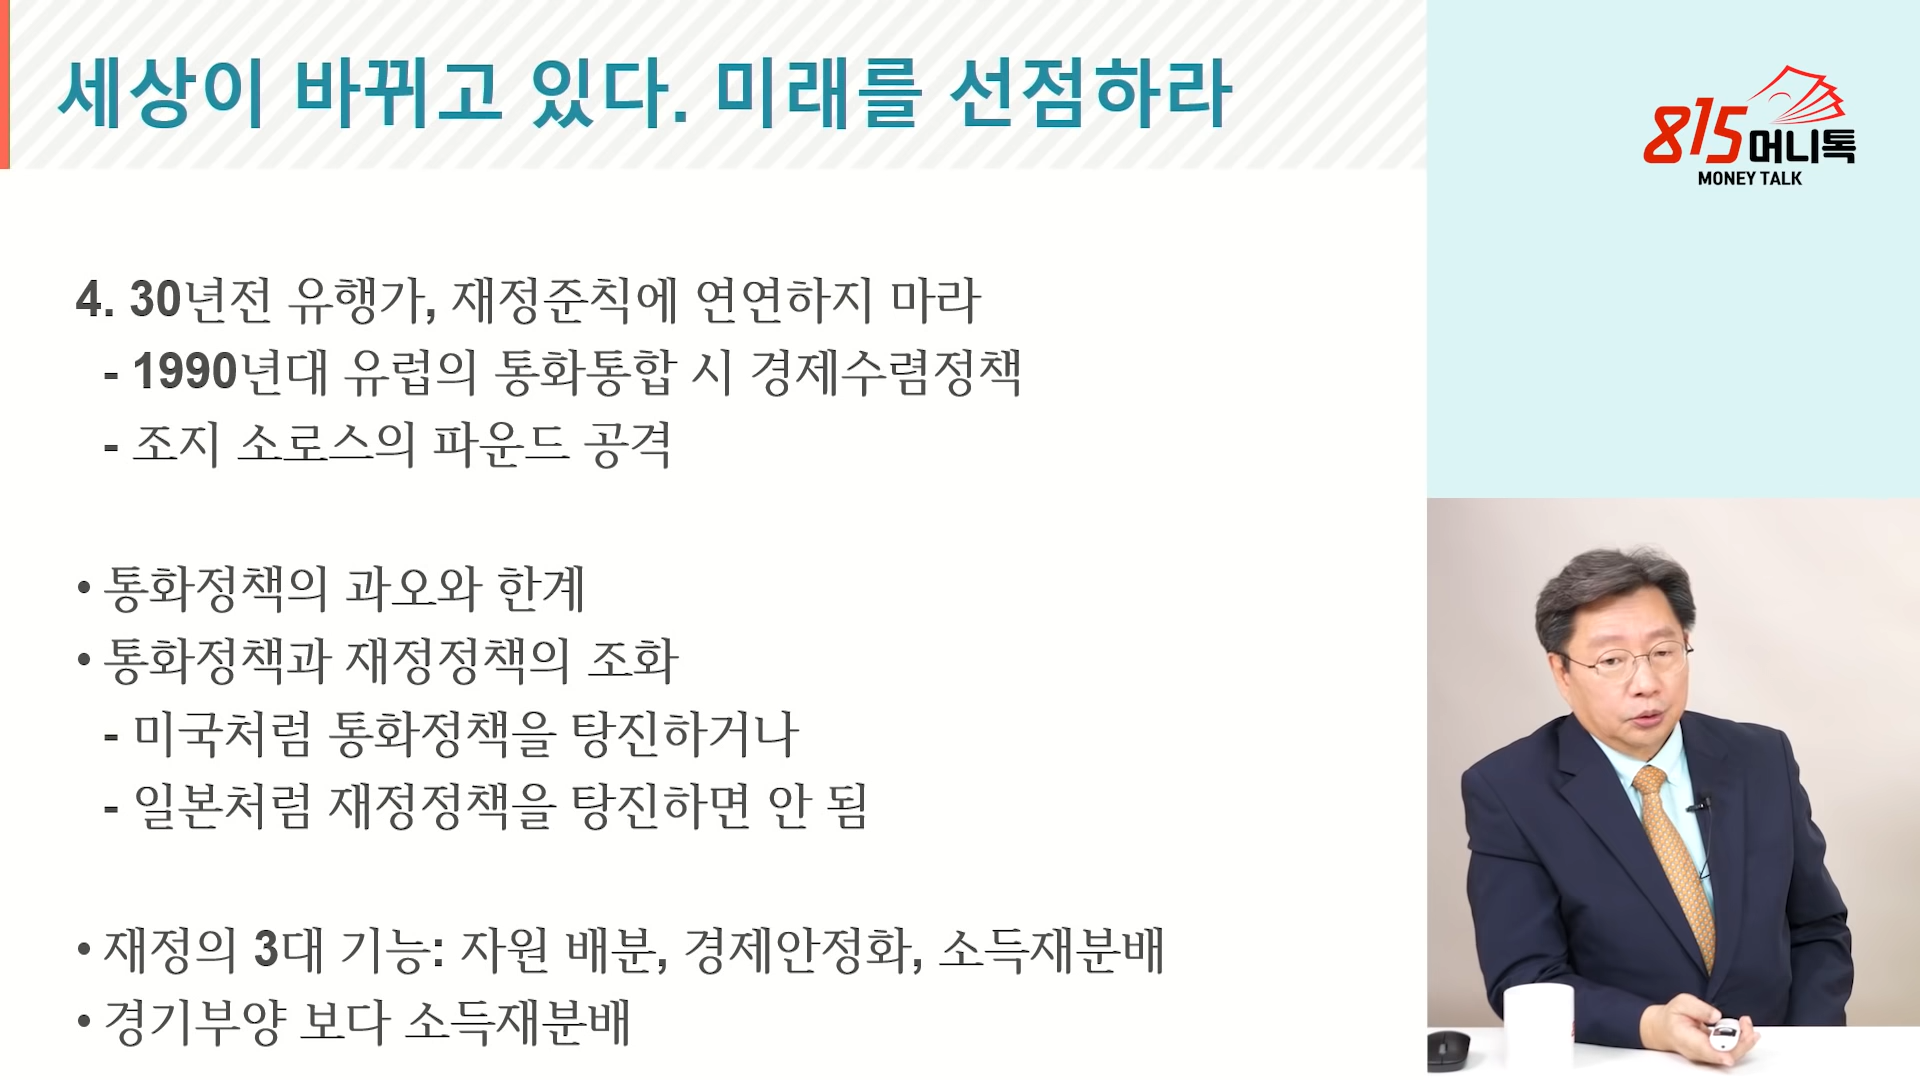 세상이 바뀌고 있다. 미래를 선점하라
815머니톡
MONEY TALK
4. 30년전 유행가, 재정준칙에 연연하지 마라
- 1990년대 유럽의 통화통합 시 경제수렴정책
- 조지 소로스의 파운드 공격
• 통화정책의 과오와 한계
• 통화정책과 재정정책의 조화
- 미국처럼 통화정책을 탕진하거나
- 일본처럼 재정정책을 탕진하면 안 됨
• 재정의 3대 기능: 자원 배분, 경제안정화, 소득재분배
• 경기부양 보다 소득재분배